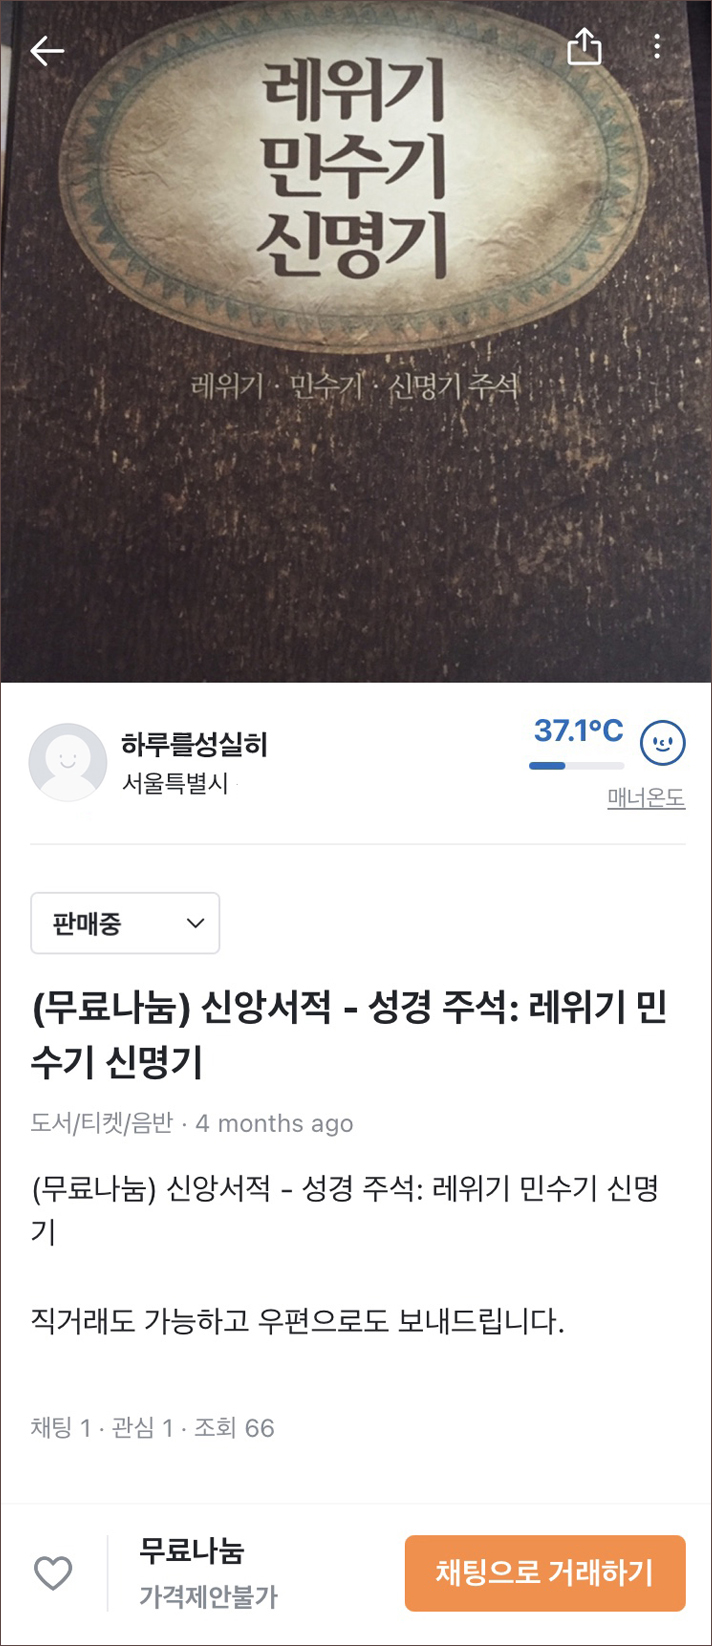 레위기
민수기
신명기
레위기 · 민수기 · 신명기 주석
하루를성실히
37.1°C
서울특별시
매너온도
판매중
(무료나눔) 신앙서적 - 성경 주석: 레위기 민
수기 신명기
도서/티켓/음반 · 4 months ago
(무료나눔) 신앙서적 - 성경 주석: 레위기 민수기 신명
기
직거래도 가능하고 우편으로도 보내드립니다.
채팅 1 · 관심 1 · 조회 66
무료나눔
가격제안불가
채팅으로 거래하기